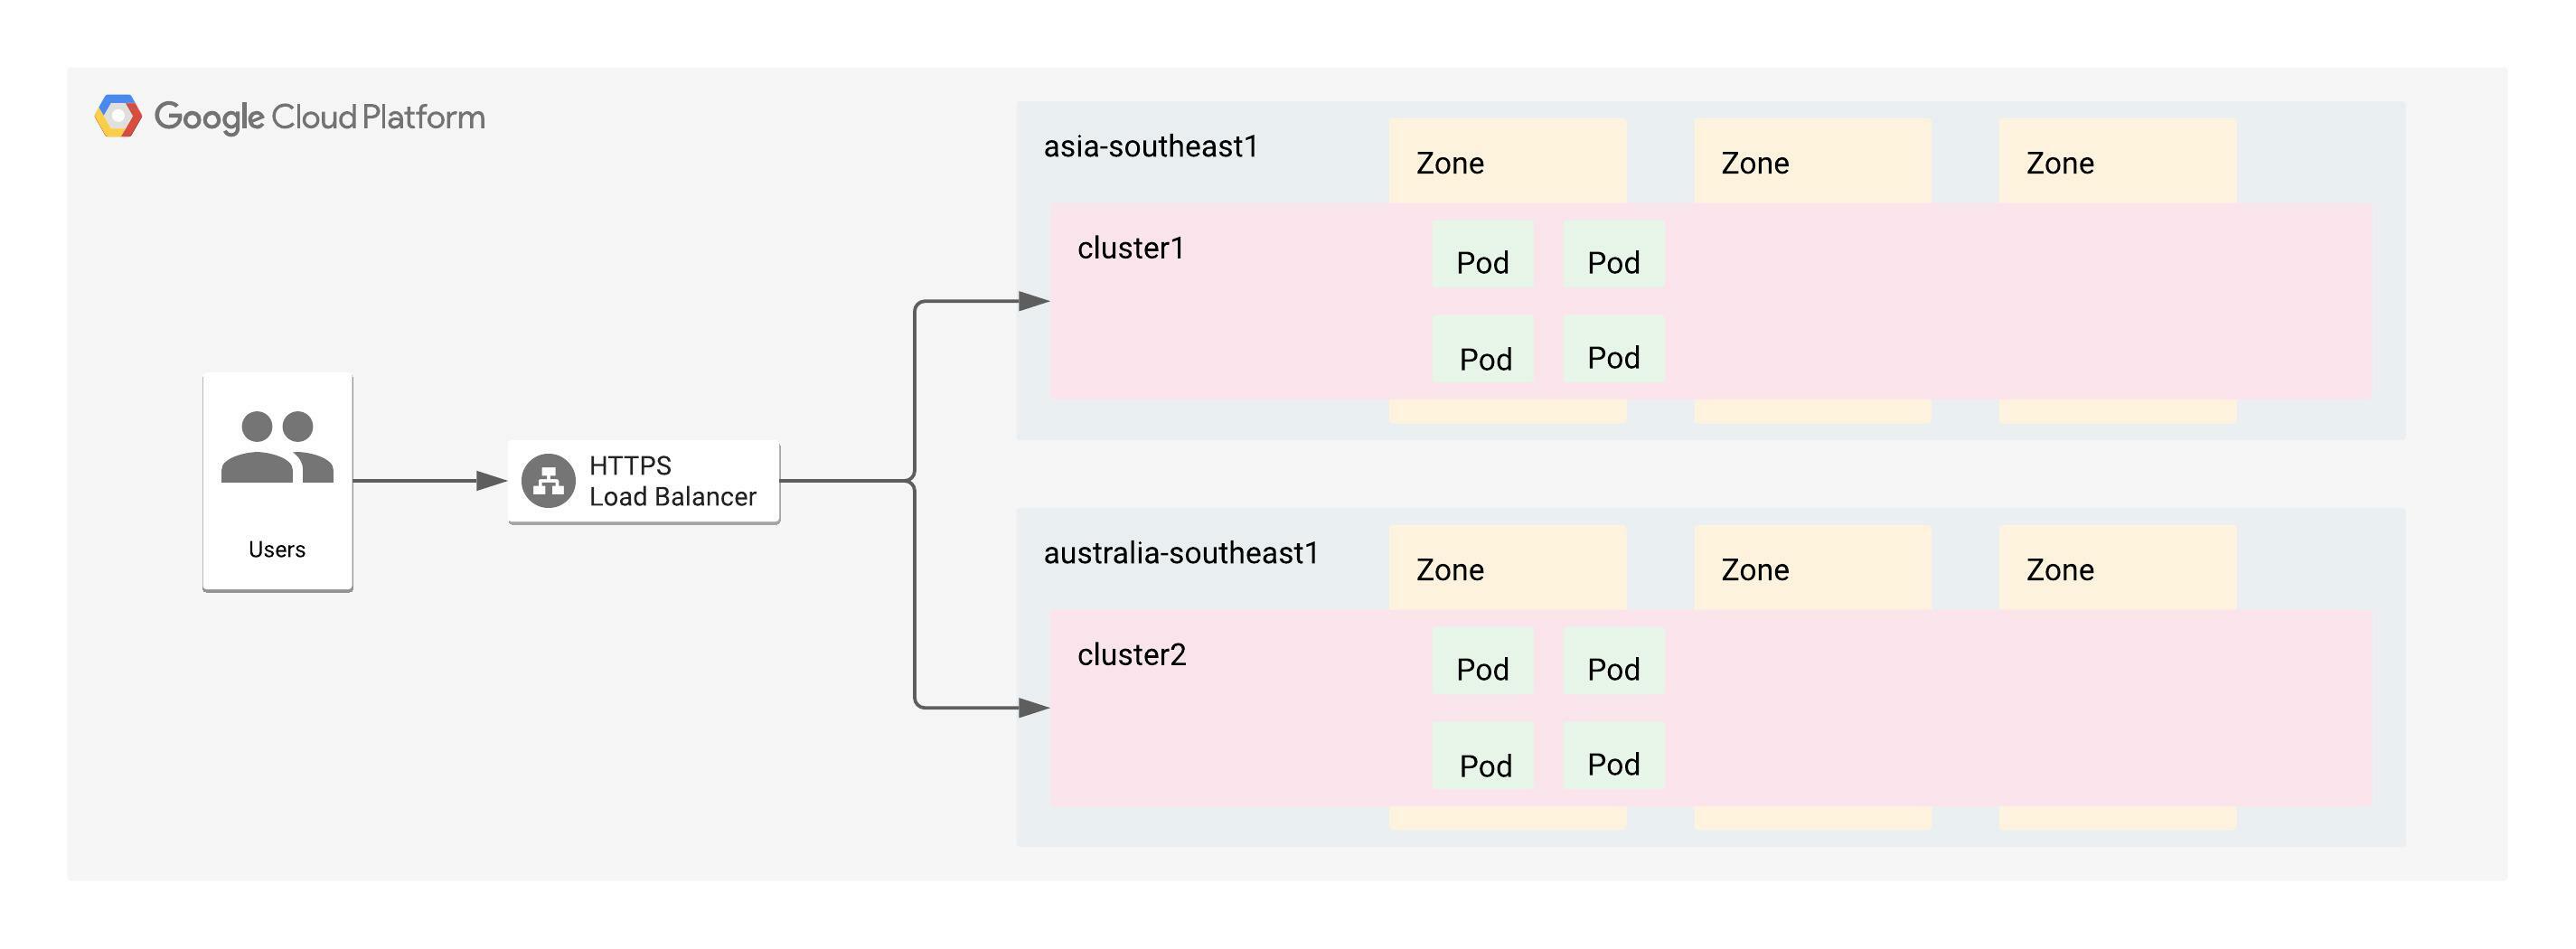 Google Cloud Platform
Users
HTTPS
Load Balancer
asia-southeast1
Zone
Zone
Zone
cluster1
Pod
Pod
Pod
Pod
australia-southeast1
Zone
Zone
Zone
cluster2
Pod
Pod
Pod
Pod